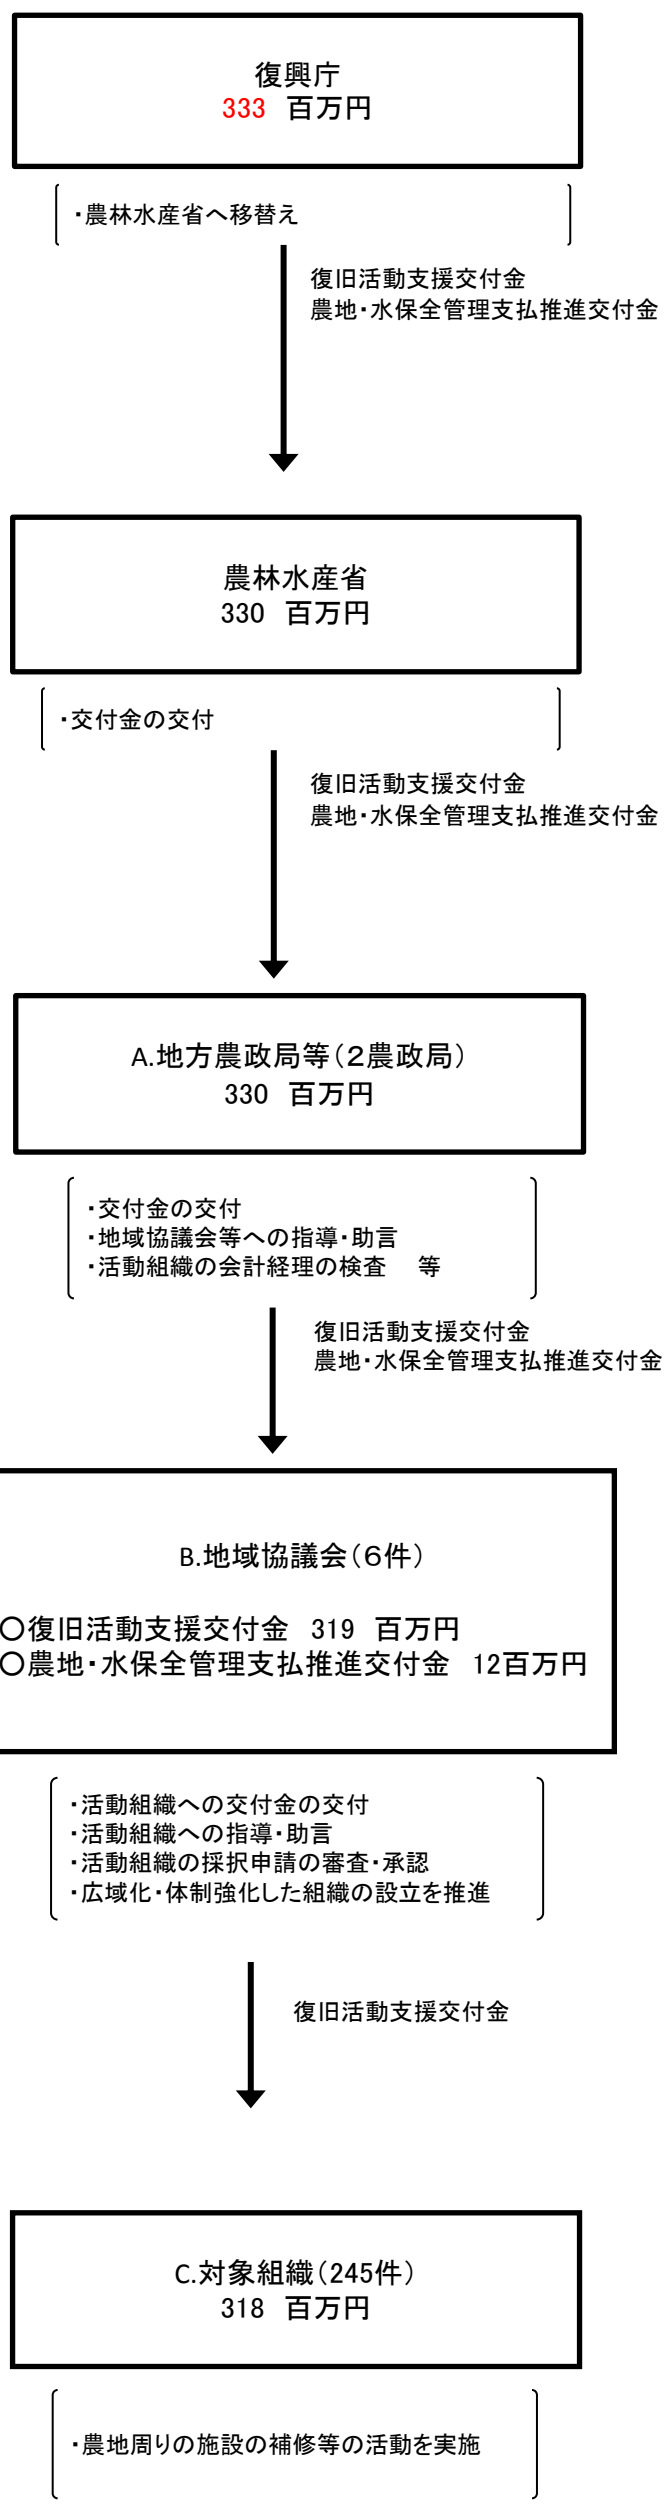 復興庁
333 百万円
・農林水産省へ移替え
復旧活動支援交付金
農地・水保全管理支払推進交付金
農林水産省
330 百万円
・交付金の交付
復旧活動支援交付金
農地・水保全管理支払推進交付金
A.地方農政局等（２農政局）
330 百万円
・交付金の交付
・地域協議会等への指導・助言
・活動組織の会計経理の検査 等
復旧活動支援交付金
農地・水保全管理支払推進交付金
B.地域協議会（６件）
○復旧活動支援交付金 319 百万円
○農地・水保全管理支払推進交付金 12百万円
・活動組織への交付金の交付
・活動組織への指導・助言
・活動組織の採択申請の審査・承認
・広域化・体制強化した組織の設立を推進
復旧活動支援交付金
C.対象組織（245件）
318 百万円
・農地周りの施設の補修等の活動を実施